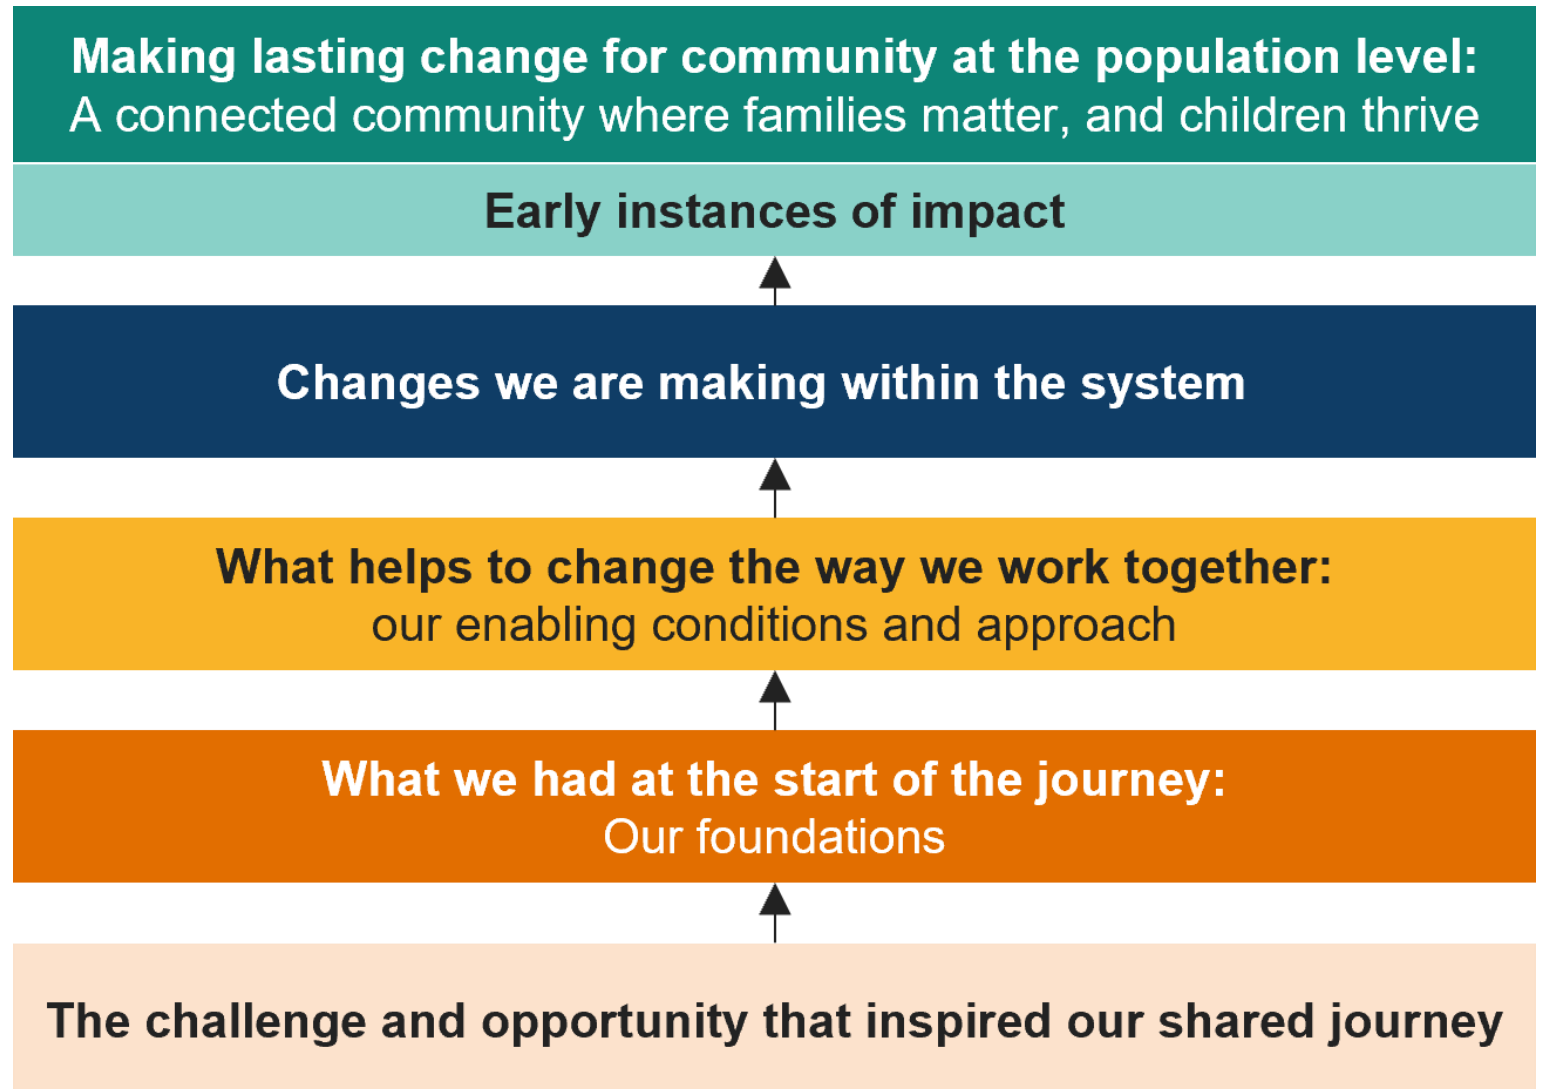 Making lasting change for community at the population level:
A connected community where families matter, and children thrive
Early instances of impact
Changes we are making within the system
What helps to change the way we work together:
our enabling conditions and approach
What we had at the start of the journey:
Our foundations
The challenge and opportunity that inspired our shared journey